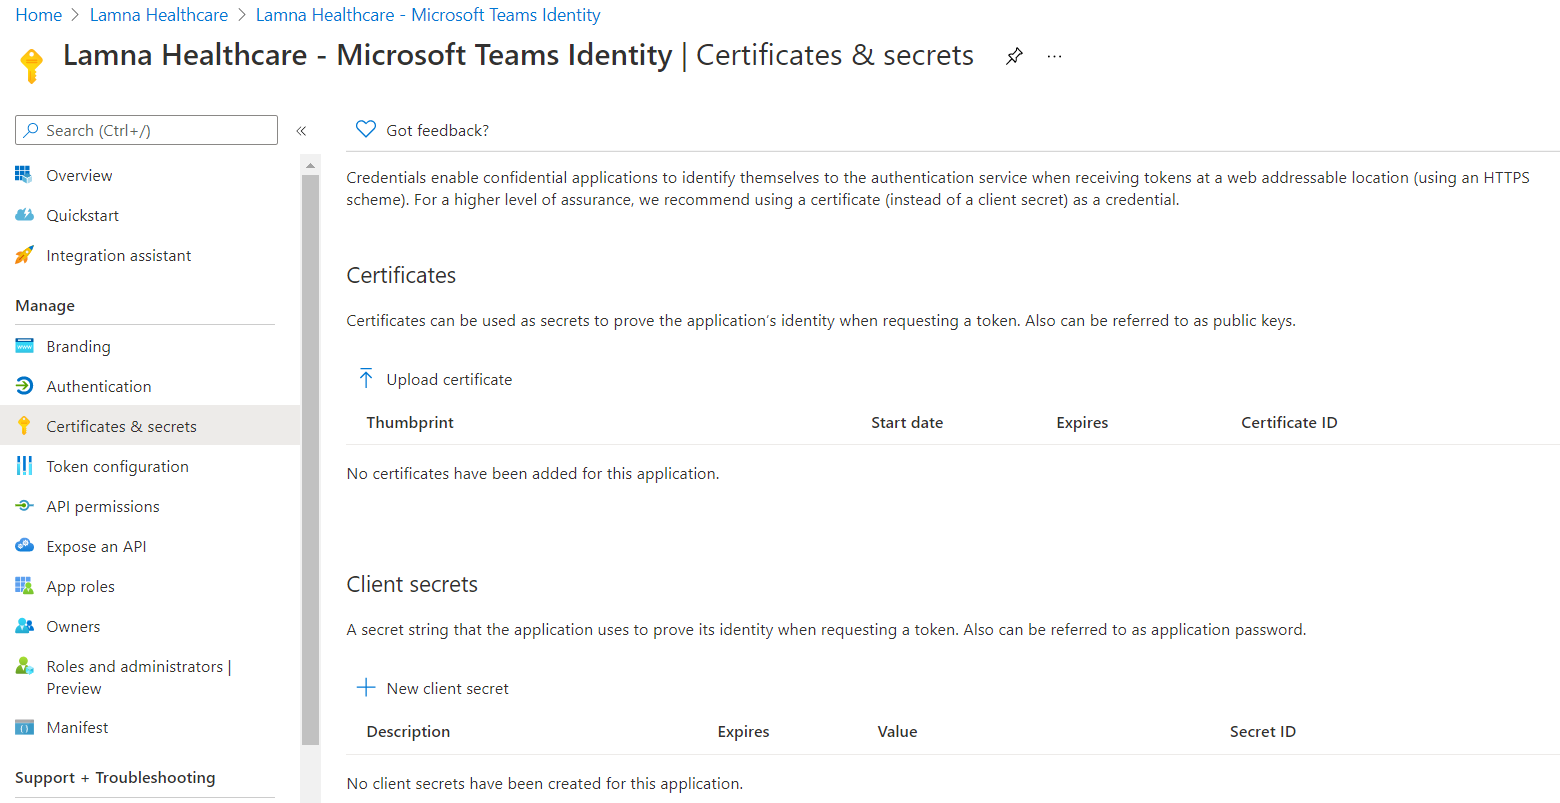 Home > Lamna Healthcare > Lamna Healthcare - Microsoft Teams Identity
Lamna Healthcare - Microsoft Teams Identity | Certificates & secrets
Search (Ctrl+/)
Overview
Quickstart
Integration assistant
Manage
Branding
Authentication
Certificates & secrets
Token configuration
API permissions
Expose an API
App roles
Owners
Roles and administrators |
Preview
Manifest
Support + Troubleshooting
Got feedback?
Credentials enable confidential applications to identify themselves to the authentication service when receiving tokens at a web addressable location (using an HTTPS
scheme). For a higher level of assurance, we recommend using a certificate (instead of a client secret) as a credential.
Certificates
Certificates can be used as secrets to prove the application's identity when requesting a token. Also can be referred to as public keys.
Upload certificate
Thumbprint Start date Expires Certificate ID
No certificates have been added for this application.
Client secrets
A secret string that the application uses to prove its identity when requesting a token. Also can be referred to as application password.
New client secret
Description Expires Value Secret ID
No client secrets have been created for this application.